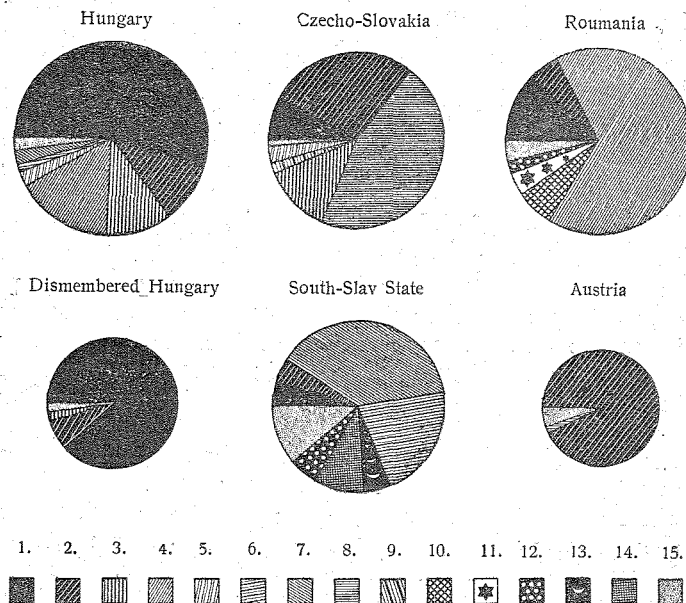 Hungary Czecho-Slovakia Roumania
Dismembered Hungary South-Slav State Austria
1. 2. 3. 4. 5. 6. 7. 8. 9. 10. 11. 12. 13. 14. 15.